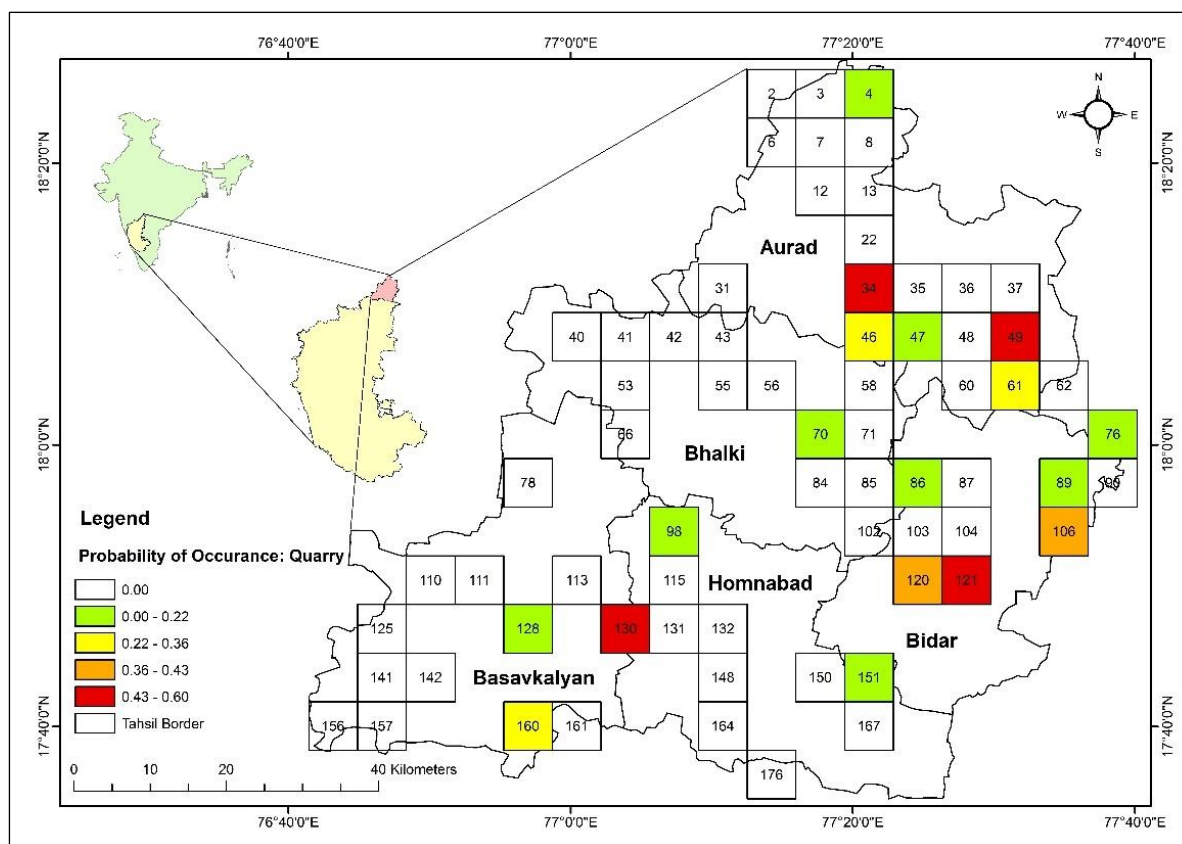 76°40'0"E 77°0'0"E 77°20'0"E 77°40'0"E
N
W E
S
18°20'0"N 18°20'0"N
2 3 4
6 7 8
12 13
Aurad 22
31 34 35 36 37
40 41 42 43 46 47 48 49
53 55 56 58 60 61 62
18°0'0"N 66 70 71 76 18°0'0"N
Bhalki
78 84 85 86 87 89 90
Legend
98 102 103 104 106
Probability of Occurance: Quarry
0.00
0.00 - 0.22
0.22 - 0.36
0.36 - 0.43
0.43 - 0.60
Tahsil Border
110 111 113 115 Homnabad 120 121
125 128 130 131 132 Bidar
141 142 Basavkalyan 148 150 151
17°40'0"N 156 157 160 161 164 167 17°40'0"N
176
0 10 20 40 Kilometers
76°40'0"E 77°0'0"E 77°20'0"E 77°40'0"E